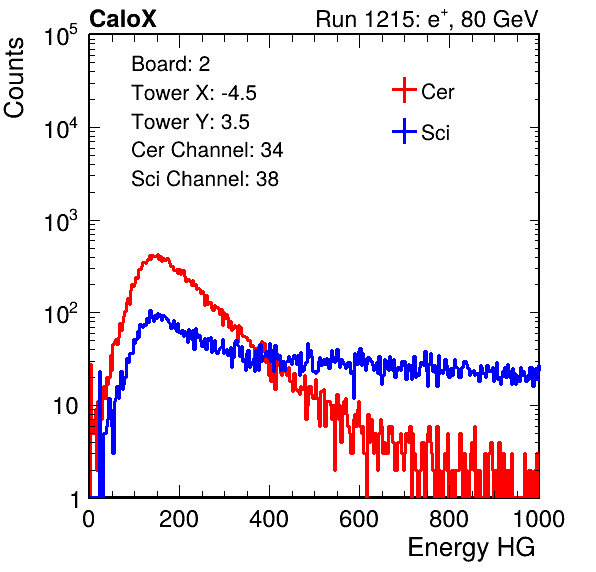 CaloX Run 1215: e⁺, 80 GeV
Counts
10⁵
10⁴
10³
10²
10
1
Board: 2
Tower X: -4.5
Tower Y: 3.5
Cer Channel: 34
Sci Channel: 38
Cer
Sci
0 200 400 600 800 1000
Energy HG